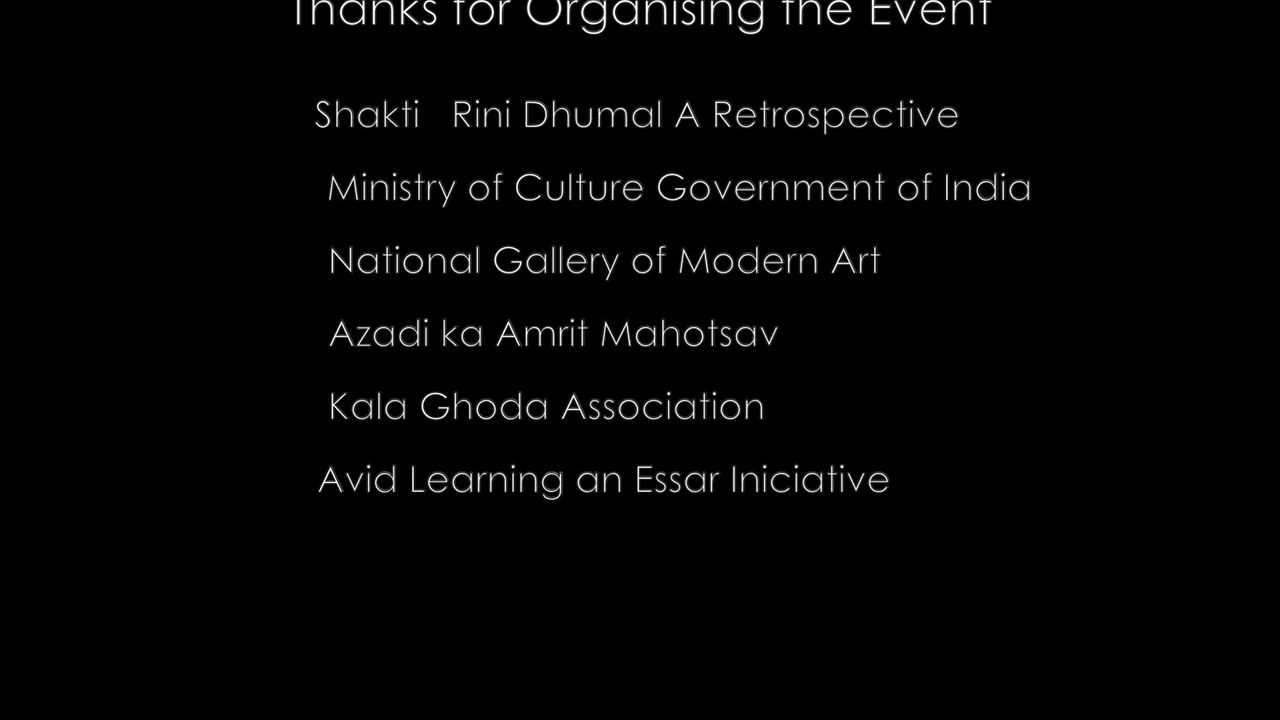 Thanks for Organising the Event
Shakti Rini Dhumal A Retrospective
Ministry of Culture Government of India
National Gallery of Modern Art
Azadi ka Amrit Mahotsav
Kala Ghoda Association
Avid Learning an Essar Iniciative